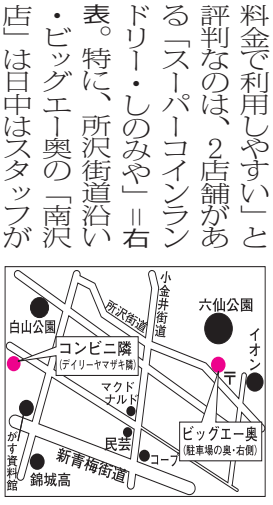 料金で利用しやすい」と
評判なのは、2店舗があ
る「スーパーコインラン
ドリー・しのみや」＝右
表。特に、所沢街道沿い
・ビッグエー奥の「南沢
店」は日中はスタッフが
小金井街道
六仙公園
所沢街道
白山公園
イオン
コンビニ隣
(デイリーヤマザキ隣)
〒
マクド
ナルド
ビッグエー奥
(駐車場の奥・右側)
民芸
コープ
がす資料館
新青梅街道
錦城高